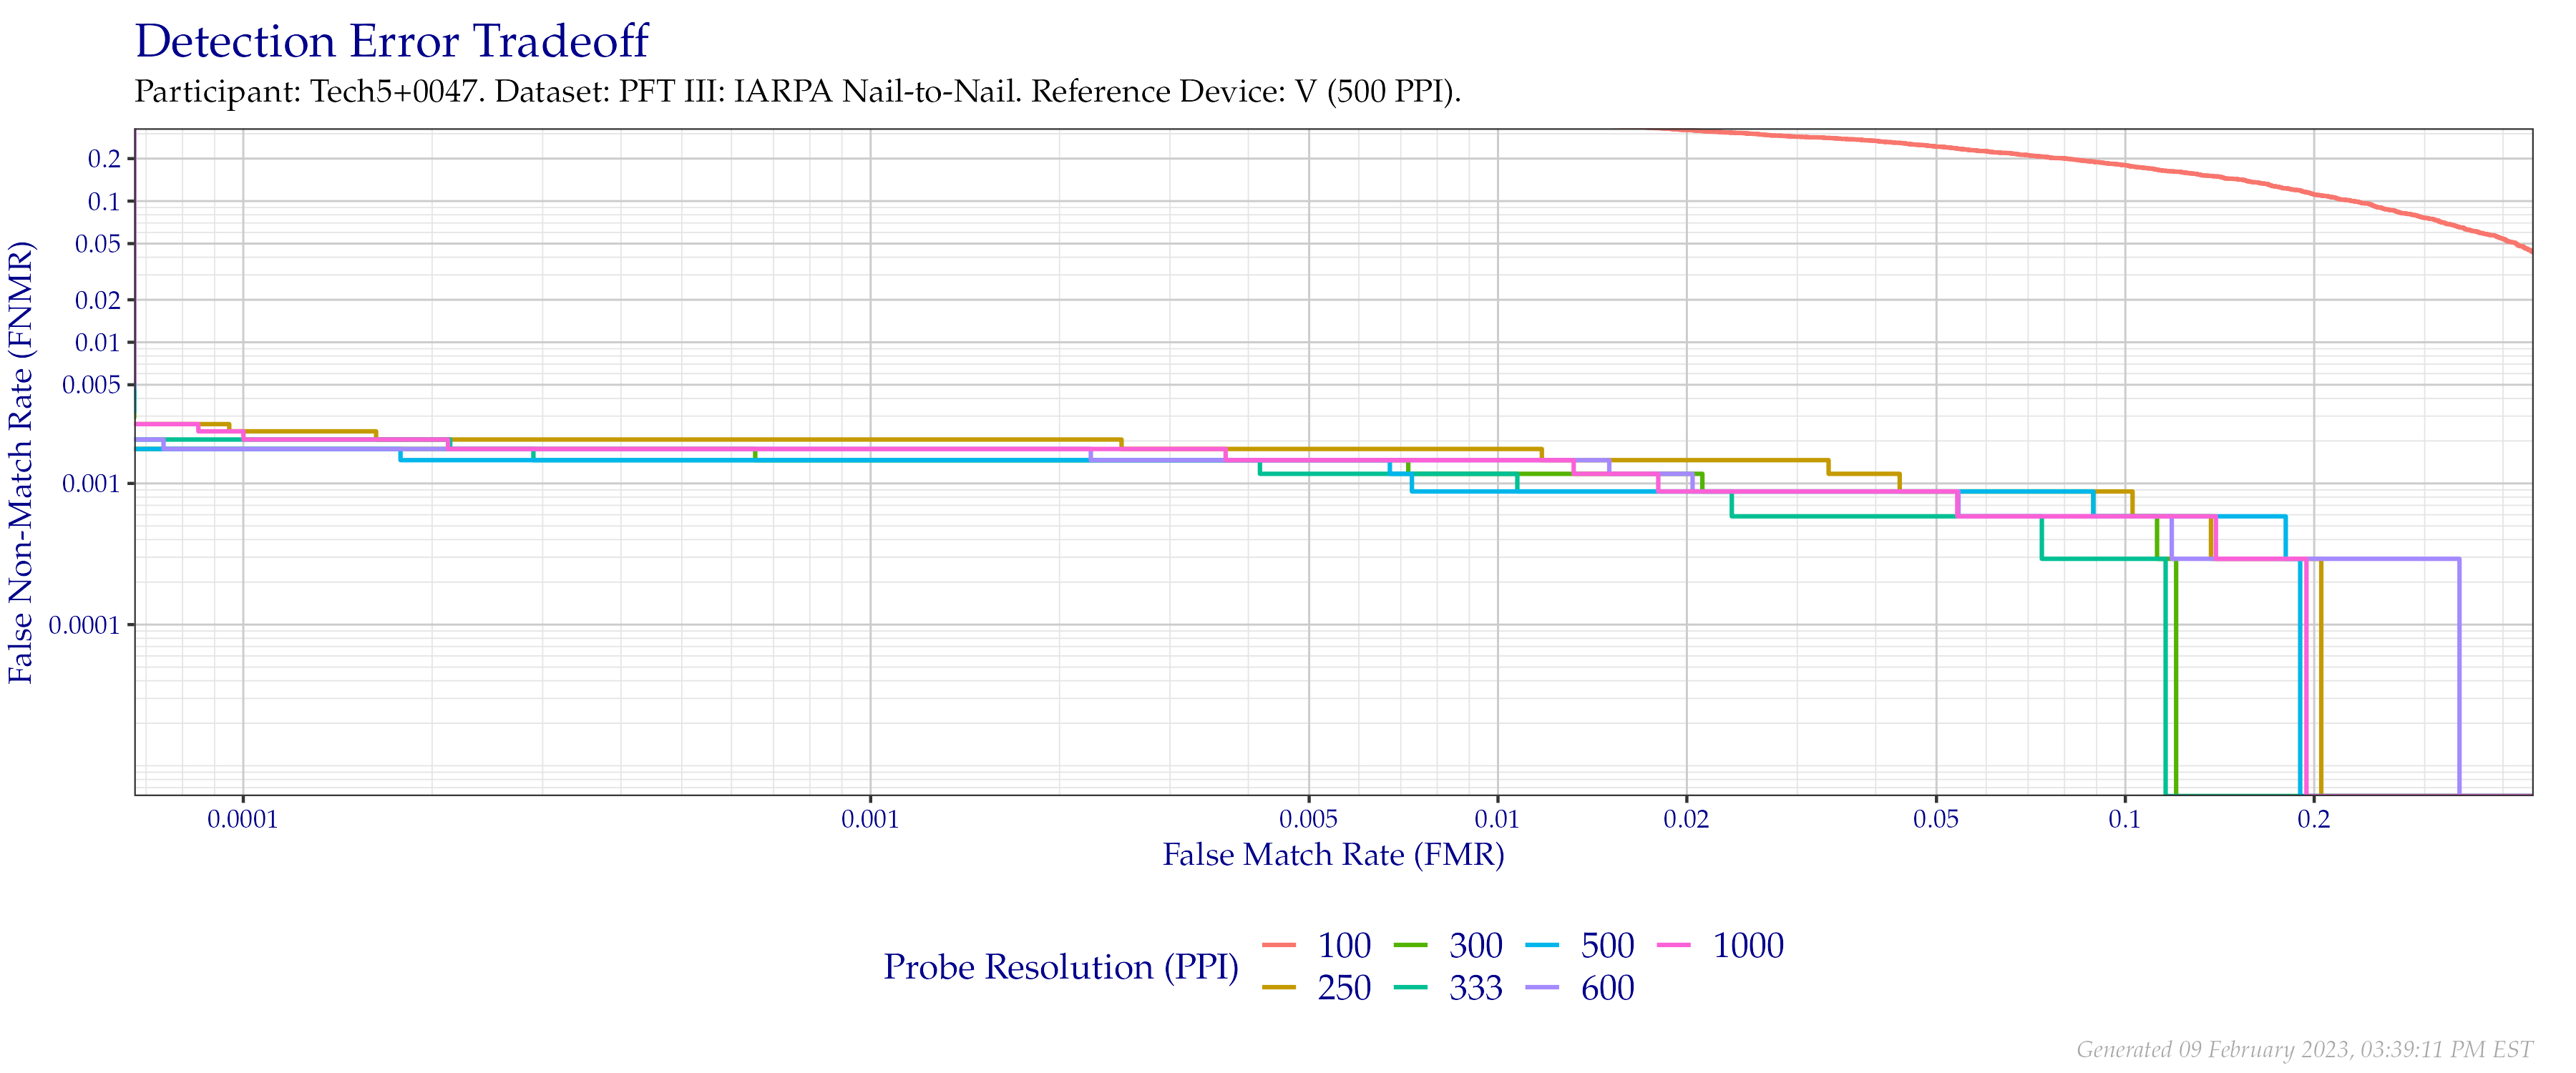 Detection Error Tradeoff
Participant: Tech5+0047. Dataset: PFT III: IARPA Nail-to-Nail. Reference Device: V (500 PPI).
False Non-Match Rate (FNMR)
0.2
0.1
0.05
0.02
0.01
0.005
0.001
0.0001
0.0001 0.001 0.005 0.01 0.02 0.05 0.1 0.2
False Match Rate (FMR)
Probe Resolution (PPI)
100 300 500 1000
250 333 600
Generated 09 February 2023, 03:39:11 PM EST